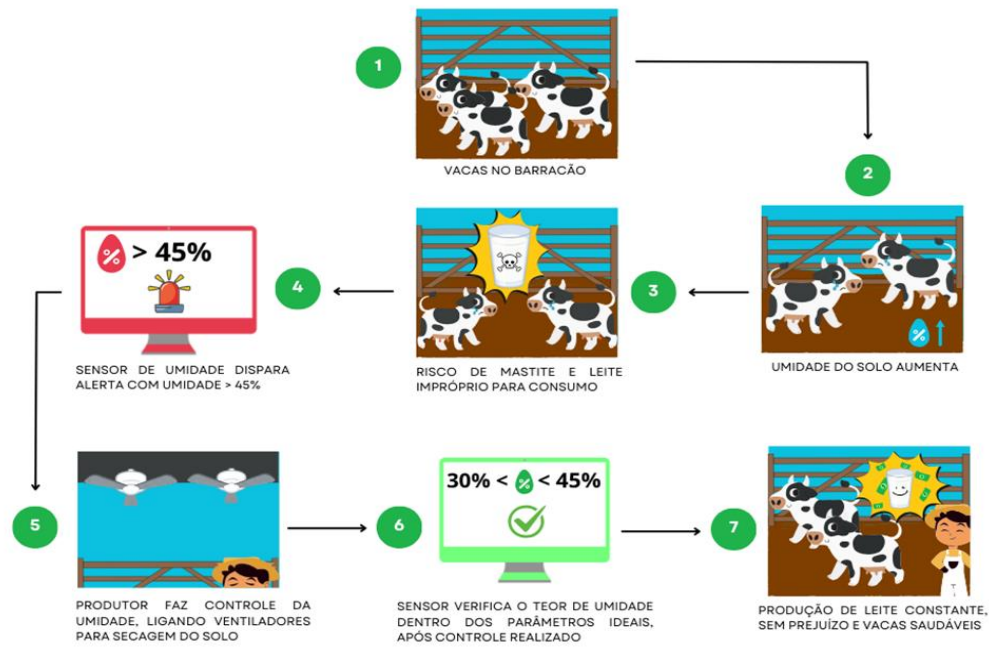 1
VACAS NO BARRACÃO
2
UMIDADE DO SOLO AUMENTA
%
3
RISCO DE MASTITE E LEITE
IMPRÓPRIO PARA CONSUMO
4
% > 45%
SENSOR DE UMIDADE DISPARA
ALERTA COM UMIDADE > 45%
5
PRODUTOR FAZ CONTROLE DA
UMIDADE, LIGANDO VENTILADORES
PARA SECAGEM DO SOLO
6
30% < % < 45%
SENSOR VERIFICA O TEOR DE UMIDADE
DENTRO DOS PARÂMETROS IDEAIS,
APÓS CONTROLE REALIZADO
7
PRODUÇÃO DE LEITE CONSTANTE,
SEM PREJUÍZO E VACAS SAUDÁVEIS